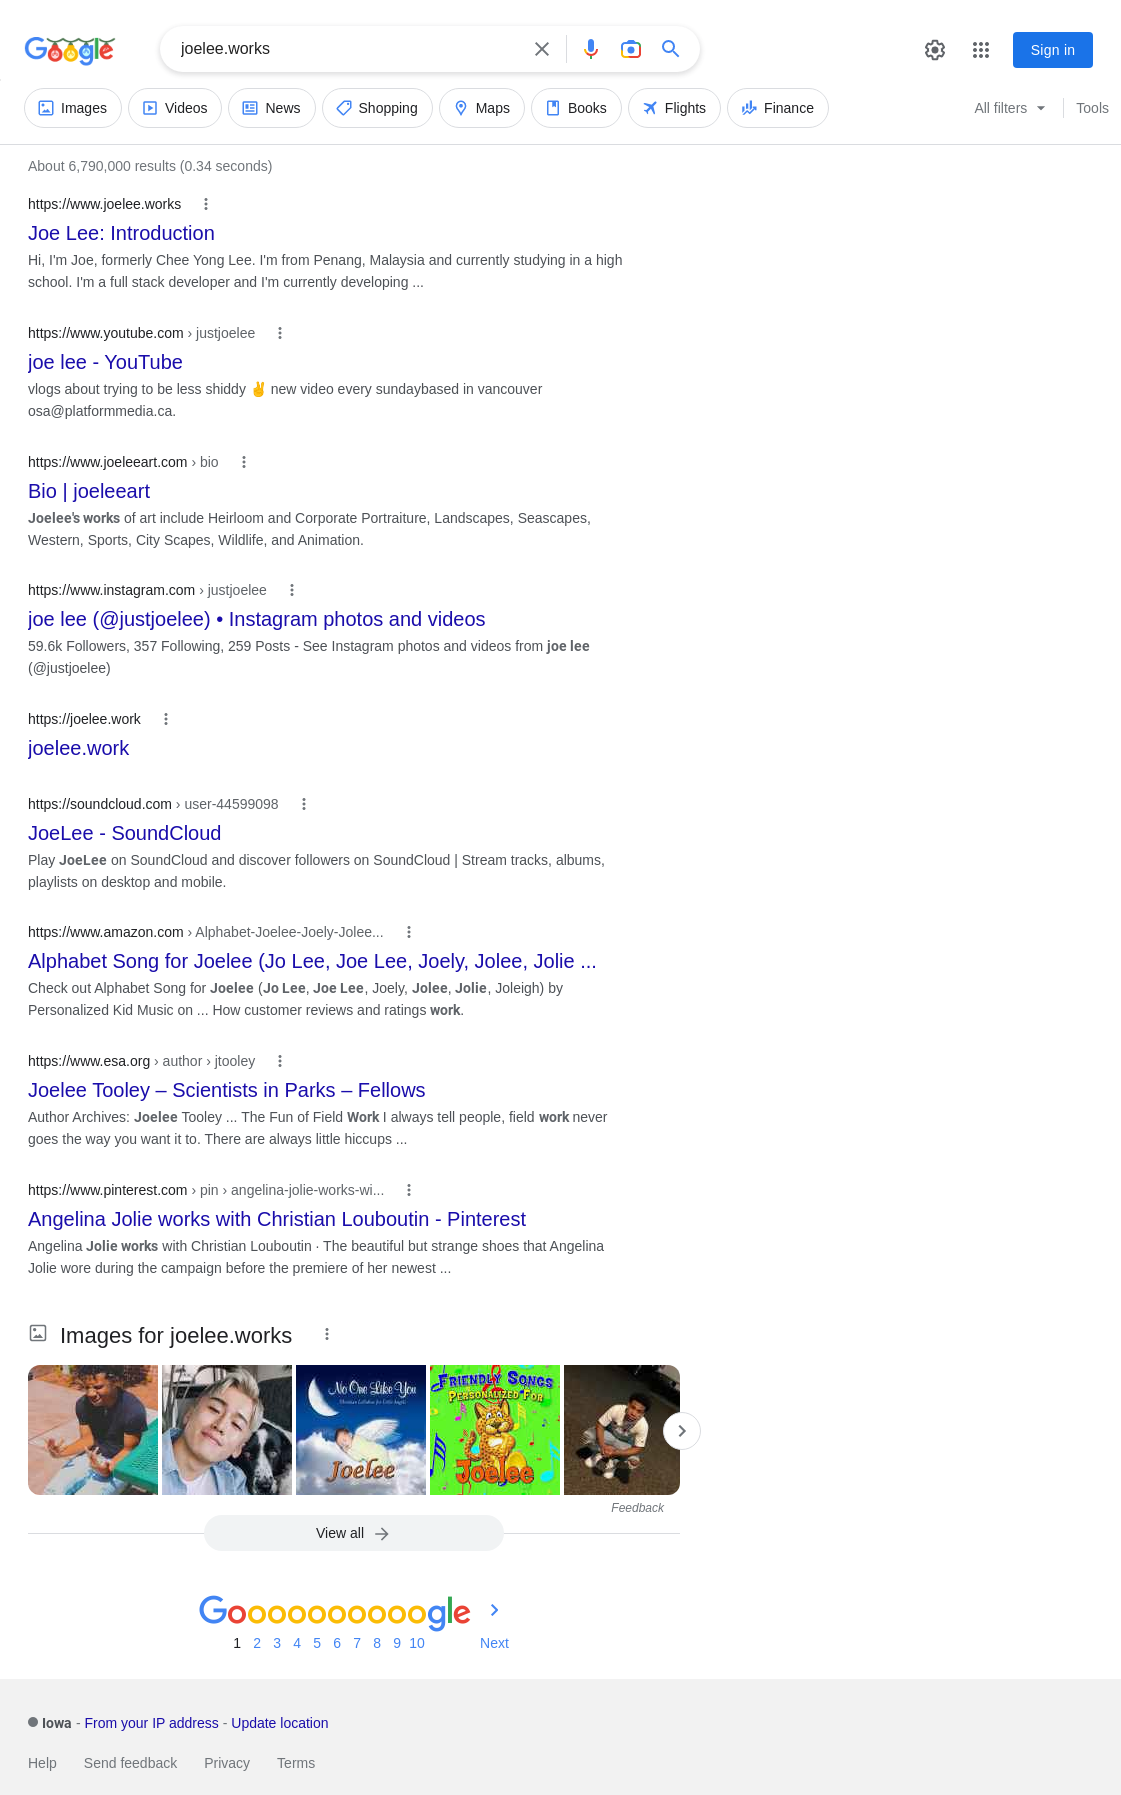 Google
joelee.works
Sign in
Images
Videos
News
Shopping
Maps
Books
Flights
Finance
All filters
Tools
About 6,790,000 results (0.34 seconds)
https://www.joelee.works
Joe Lee: Introduction
Hi, I'm Joe, formerly Chee Yong Lee. I'm from Penang, Malaysia and currently studying in a high
school. I'm a full stack developer and I'm currently developing ...
https://www.youtube.com › justjoelee
joe lee - YouTube
vlogs about trying to be less shiddy ✌ new video every sundaybased in vancouver
osa@platformmedia.ca.
https://www.joeleeart.com › bio
Bio | joeleeart
Joelee's works of art include Heirloom and Corporate Portraiture, Landscapes, Seascapes,
Western, Sports, City Scapes, Wildlife, and Animation.
https://www.instagram.com › justjoelee
joe lee (@justjoelee) • Instagram photos and videos
59.6k Followers, 357 Following, 259 Posts - See Instagram photos and videos from joe lee
(@justjoelee)
https://joelee.work
joelee.work
https://soundcloud.com › user-44599098
JoeLee - SoundCloud
Play JoeLee on SoundCloud and discover followers on SoundCloud | Stream tracks, albums,
playlists on desktop and mobile.
https://www.amazon.com › Alphabet-Joelee-Joely-Jolee...
Alphabet Song for Joelee (Jo Lee, Joe Lee, Joely, Jolee, Jolie ...
Check out Alphabet Song for Joelee (Jo Lee, Joe Lee, Joely, Jolee, Jolie, Joleigh) by
Personalized Kid Music on ... How customer reviews and ratings work.
https://www.esa.org › author › jtooley
Joelee Tooley – Scientists in Parks – Fellows
Author Archives: Joelee Tooley ... The Fun of Field Work I always tell people, field work never
goes the way you want it to. There are always little hiccups ...
https://www.pinterest.com › pin › angelina-jolie-works-wi...
Angelina Jolie works with Christian Louboutin - Pinterest
Angelina Jolie works with Christian Louboutin · The beautiful but strange shoes that Angelina
Jolie wore during the campaign before the premiere of her newest ...
Images for joelee.works
No One Like You
Christian Lullabies for Little Angels
Joelee
FRIENDLY SONGS
PERSONALIZED FOR
Joelee
Feedback
View all
Goooooooooogle
1 2 3 4 5 6 7 8 9 10 Next
Iowa - From your IP address - Update location
Help Send feedback Privacy Terms